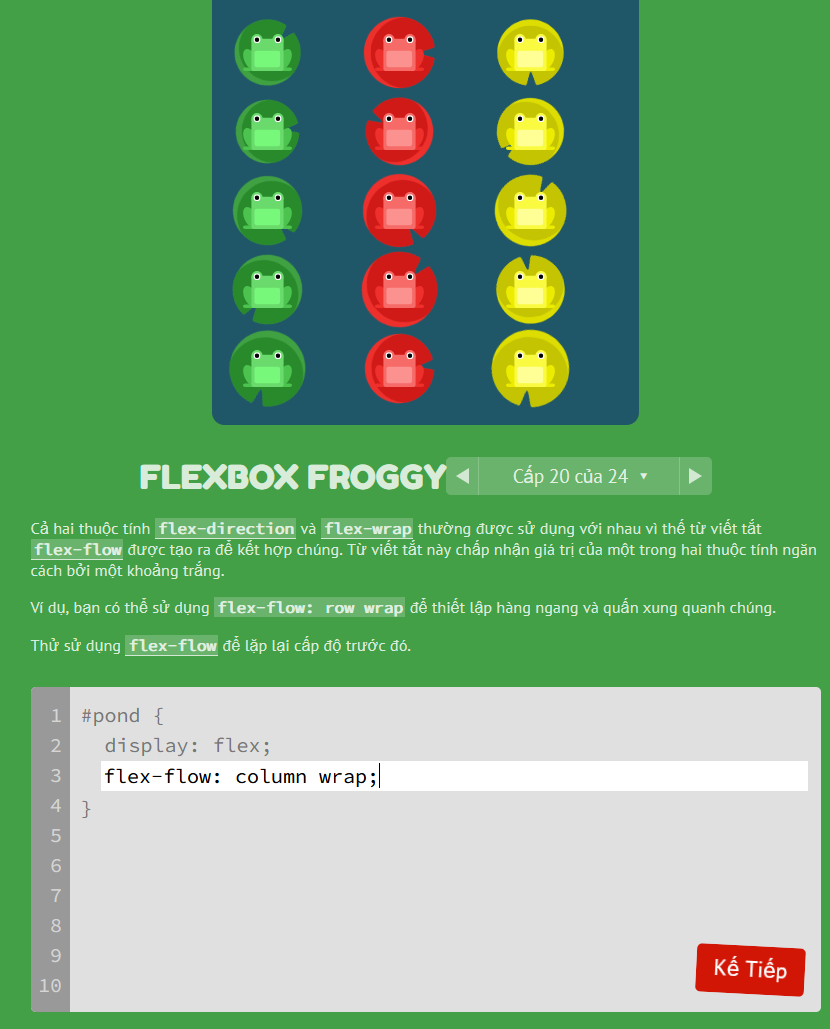 FLEXBOX FROGGY
◀ Cấp 20 của 24 ▼ ▶
Cả hai thuộc tính flex-direction và flex-wrap thường được sử dụng với nhau vì thế từ viết tắt
flex-flow được tạo ra để kết hợp chúng. Từ viết tắt này chấp nhận giá trị của một trong hai thuộc tính ngăn
cách bởi một khoảng trắng.
Ví dụ, bạn có thể sử dụng flex-flow: row wrap để thiết lập hàng ngang và quấn xung quanh chúng.
Thử sử dụng flex-flow để lặp lại cấp độ trước đó.
1 #pond {
2 display: flex;
3 flex-flow: column wrap;
4 }
5
6
7
8
9
10
Kế Tiếp